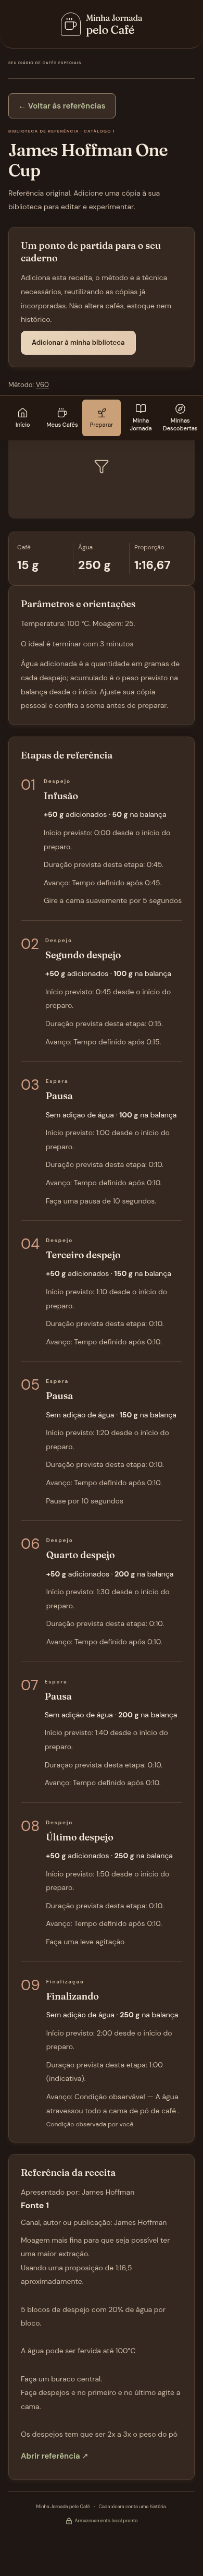 Minha Jornada
pelo Café
SEU DIÁRIO DE CAFÉS ESPECIAIS
← Voltar às referências
BIBLIOTECA DE REFERÊNCIA · CATÁLOGO 1
James Hoffman One
Cup
Referência original. Adicione uma cópia à sua
biblioteca para editar e experimentar.
Um ponto de partida para o seu
caderno
Adiciona esta receita, o método e a técnica
necessários, reutilizando as cópias já
incorporadas. Não altera cafés, estoque nem
histórico.
Adicionar à minha biblioteca
Método: V60
Início
Meus Cafés
Preparar
Minha
Jornada
Minhas
Descobertas
Café
15 g
Água
250 g
Proporção
1:16,67
Parâmetros e orientações
Temperatura: 100 °C. Moagem: 25.
O ideal é terminar com 3 minutos
Água adicionada é a quantidade em gramas de
cada despejo; acumulado é o peso previsto na
balança desde o início. Ajuste sua cópia
pessoal e confira a soma antes de preparar.
Etapas de referência
01
Despejo
Infusão
+50 g adicionados · 50 g na balança
Início previsto: 0:00 desde o início do
preparo.
Duração prevista desta etapa: 0:45.
Avanço: Tempo definido após 0:45.
Gire a cama suavemente por 5 segundos
02
Despejo
Segundo despejo
+50 g adicionados · 100 g na balança
Início previsto: 0:45 desde o início do
preparo.
Duração prevista desta etapa: 0:15.
Avanço: Tempo definido após 0:15.
03
Espera
Pausa
Sem adição de água · 100 g na balança
Início previsto: 1:00 desde o início do
preparo.
Duração prevista desta etapa: 0:10.
Avanço: Tempo definido após 0:10.
Faça uma pausa de 10 segundos.
04
Despejo
Terceiro despejo
+50 g adicionados · 150 g na balança
Início previsto: 1:10 desde o início do
preparo.
Duração prevista desta etapa: 0:10.
Avanço: Tempo definido após 0:10.
05
Espera
Pausa
Sem adição de água · 150 g na balança
Início previsto: 1:20 desde o início do
preparo.
Duração prevista desta etapa: 0:10.
Avanço: Tempo definido após 0:10.
Pause por 10 segundos
06
Despejo
Quarto despejo
+50 g adicionados · 200 g na balança
Início previsto: 1:30 desde o início do
preparo.
Duração prevista desta etapa: 0:10.
Avanço: Tempo definido após 0:10.
07
Espera
Pausa
Sem adição de água · 200 g na balança
Início previsto: 1:40 desde o início do
preparo.
Duração prevista desta etapa: 0:10.
Avanço: Tempo definido após 0:10.
08
Despejo
Último despejo
+50 g adicionados · 250 g na balança
Início previsto: 1:50 desde o início do
preparo.
Duração prevista desta etapa: 0:10.
Avanço: Tempo definido após 0:10.
Faça uma leve agitação
09
Finalização
Finalizando
Sem adição de água · 250 g na balança
Início previsto: 2:00 desde o início do
preparo.
Duração prevista desta etapa: 1:00
(indicativa).
Avanço: Condição observável — A água
atravessou todo a cama de pó de café .
Condição observada por você.
Referência da receita
Apresentado por: James Hoffman
Fonte 1
Canal, autor ou publicação: James Hoffman
Moagem mais fina para que seja possível ter
uma maior extração.
Usando uma proporção de 1:16,5
aproximadamente.
5 blocos de despejo com 20% de água por
bloco.
A água pode ser fervida até 100°C
Faça um buraco central.
Faça despejos e no primeiro e no último agite a
cama.
Os despejos tem que ser 2x a 3x o peso do pó
Abrir referência ↗
Minha Jornada pelo Café · Cada xícara conta uma história.
Armazenamento local pronto